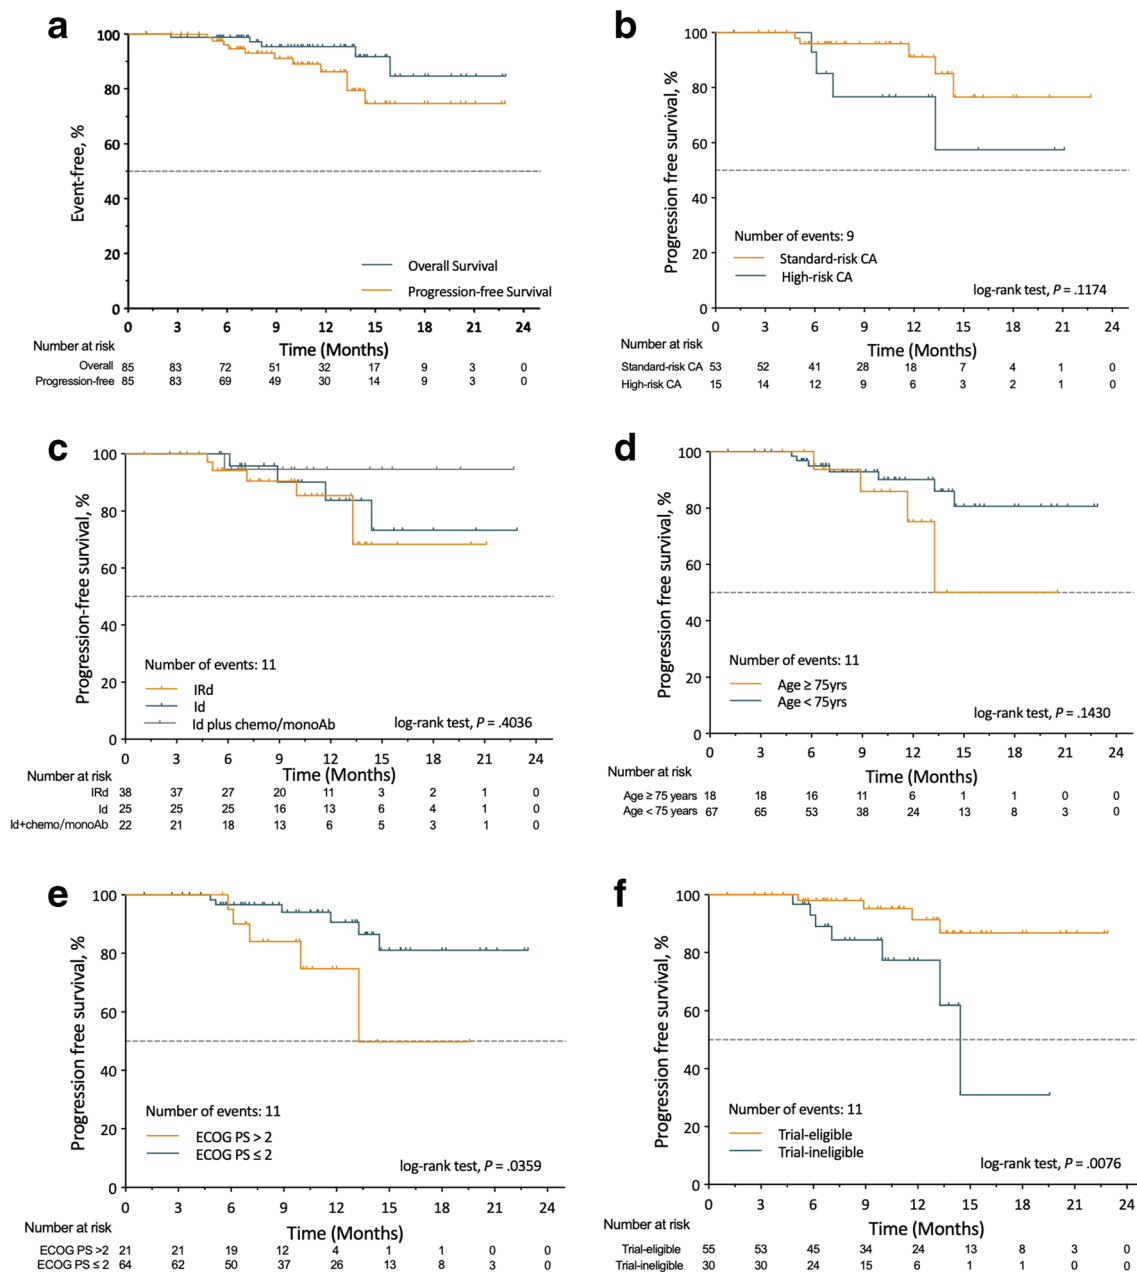 a
100
80
60
40
20
0
Event-free, %
Overall Survival
Progression-free Survival
0 3 6 9 12 15 18 21 24
Time (Months)
Number at risk
Overall 85 83 72 51 32 17 9 3 0
Progression-free 85 83 69 49 30 14 9 3 0
b
100
80
60
40
20
0
Progression free survival, %
Number of events: 9
Standard-risk CA
High-risk CA
log-rank test, P = .1174
0 3 6 9 12 15 18 21 24
Time (Months)
Number at risk
Standard-risk CA 53 52 41 28 18 7 4 1 0
High-risk CA 15 14 12 9 6 3 2 1 0
c
100
80
60
40
20
0
Progression-free survival, %
Number of events: 11
IRd
Id
Id plus chemo/monoAb
log-rank test, P = .4036
0 3 6 9 12 15 18 21 24
Time (Months)
Number at risk
IRd 38 37 27 20 11 3 2 1 0
Id 25 25 25 16 13 6 4 1 0
Id+chemo/monoAb 22 21 18 13 6 5 3 1 0
d
100
80
60
40
20
0
Progression free survival, %
Number of events: 11
Age ≥ 75yrs
Age < 75yrs
log-rank test, P = .1430
0 3 6 9 12 15 18 21 24
Time (Months)
Number at risk
Age ≥ 75 years 18 18 16 11 6 1 1 0 0
Age < 75 years 67 65 53 38 24 13 8 3 0
e
100
80
60
40
20
0
Progression free survival, %
Number of events: 11
ECOG PS > 2
ECOG PS ≤ 2
log-rank test, P = .0359
0 3 6 9 12 15 18 21 24
Time (Months)
Number at risk
ECOG PS >2 21 21 19 12 4 1 1 0 0
ECOG PS ≤ 2 64 62 50 37 26 13 8 3 0
f
100
80
60
40
20
0
Progression free survival, %
Number of events: 11
Trial-eligible
Trial-ineligible
log-rank test, P = .0076
0 3 6 9 12 15 18 21 24
Time (Months)
Number at risk
Trial-eligible 55 53 45 34 24 13 8 3 0
Trial-ineligible 30 30 24 15 6 1 1 0 0